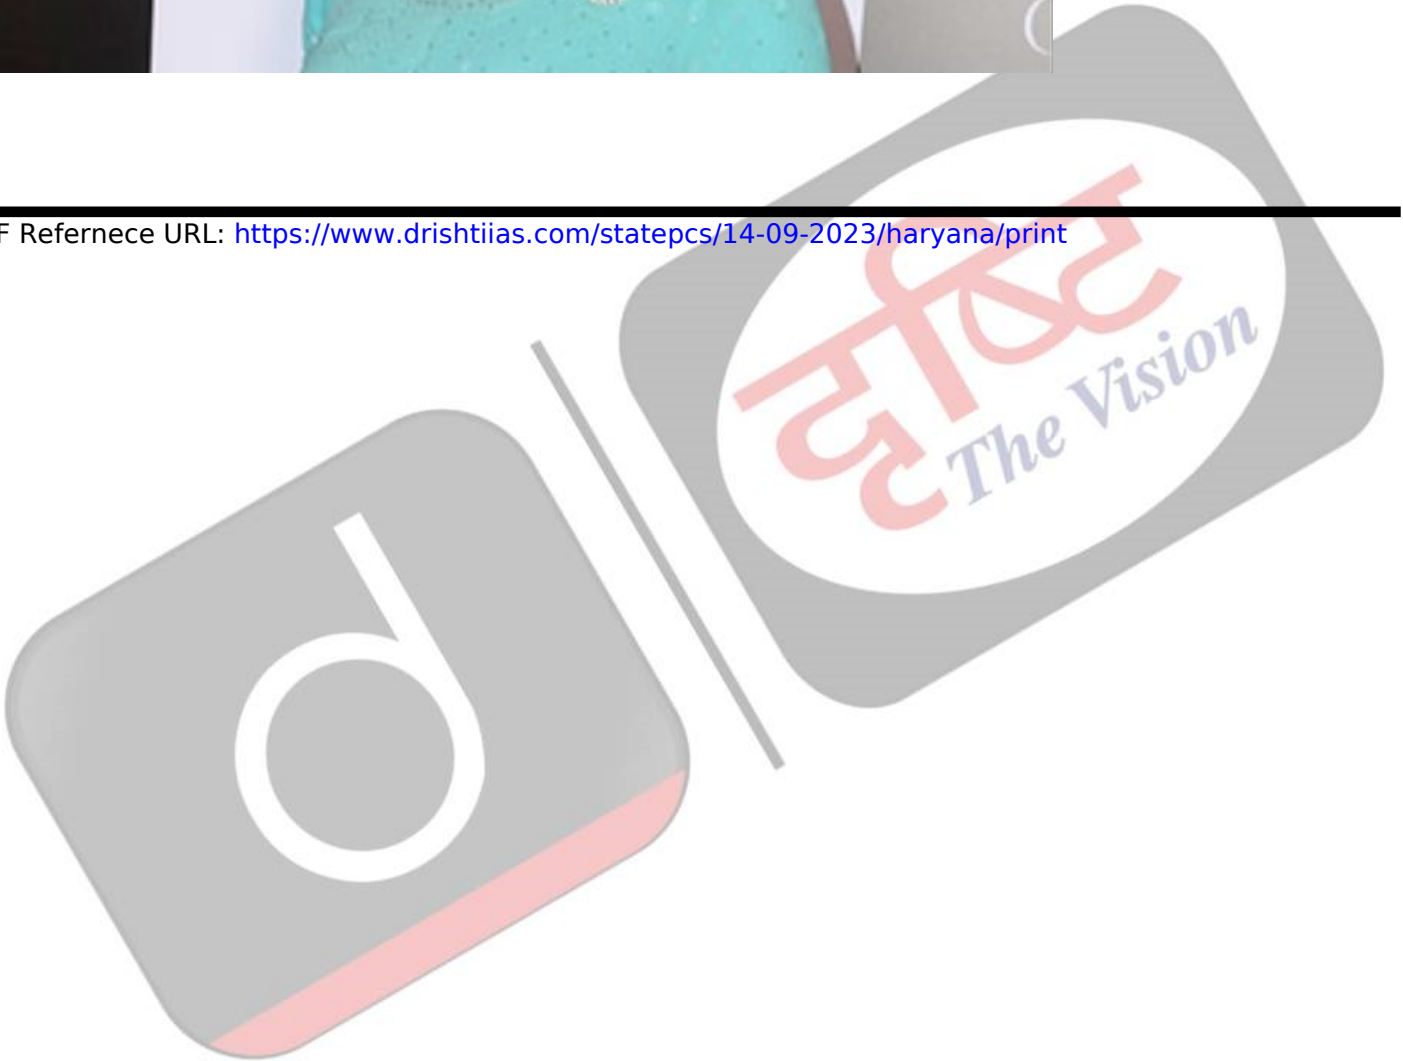 F Refernece URL: https://www.drishtiias.com/statepcs/14-09-2023/haryana/print
दृष्टि
The Vision
d